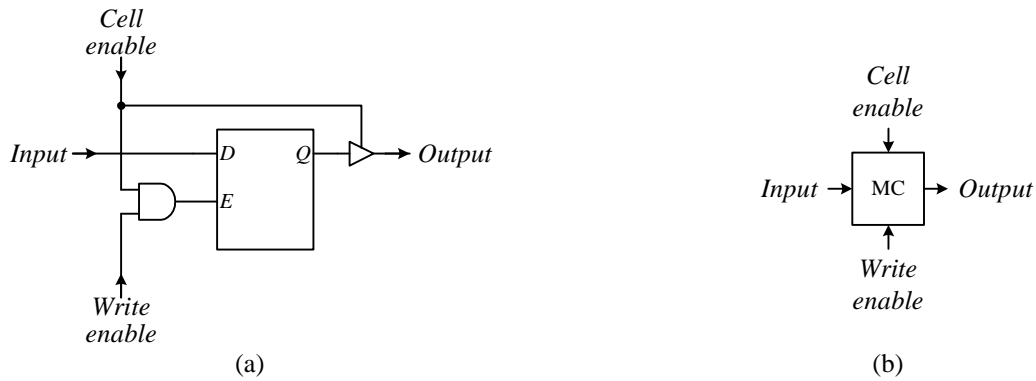 Cell
enable
Input
D
Q
Output
E
Write
enable
(a)
Cell
enable
Input
MC
Output
Write
enable
(b)